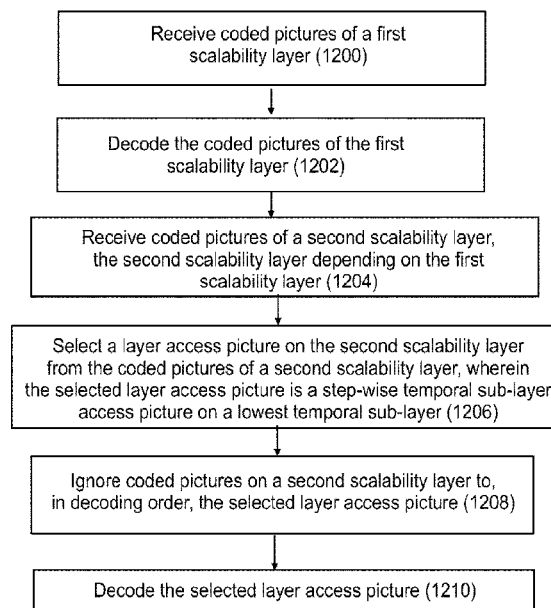 Receive coded pictures of a first
scalability layer (1200)
Decode the coded pictures of the first
scalability layer (1202)
Receive coded pictures of a second scalability layer,
the second scalability layer depending on the first
scalability layer (1204)
Select a layer access picture on the second scalability layer
from the coded pictures of a second scalability layer, wherein
the selected layer access picture is a step-wise temporal sub-layer
access picture on a lowest temporal sub-layer (1206)
Ignore coded pictures on a second scalability layer to,
in decoding order, the selected layer access picture (1208)
Decode the selected layer access picture (1210)